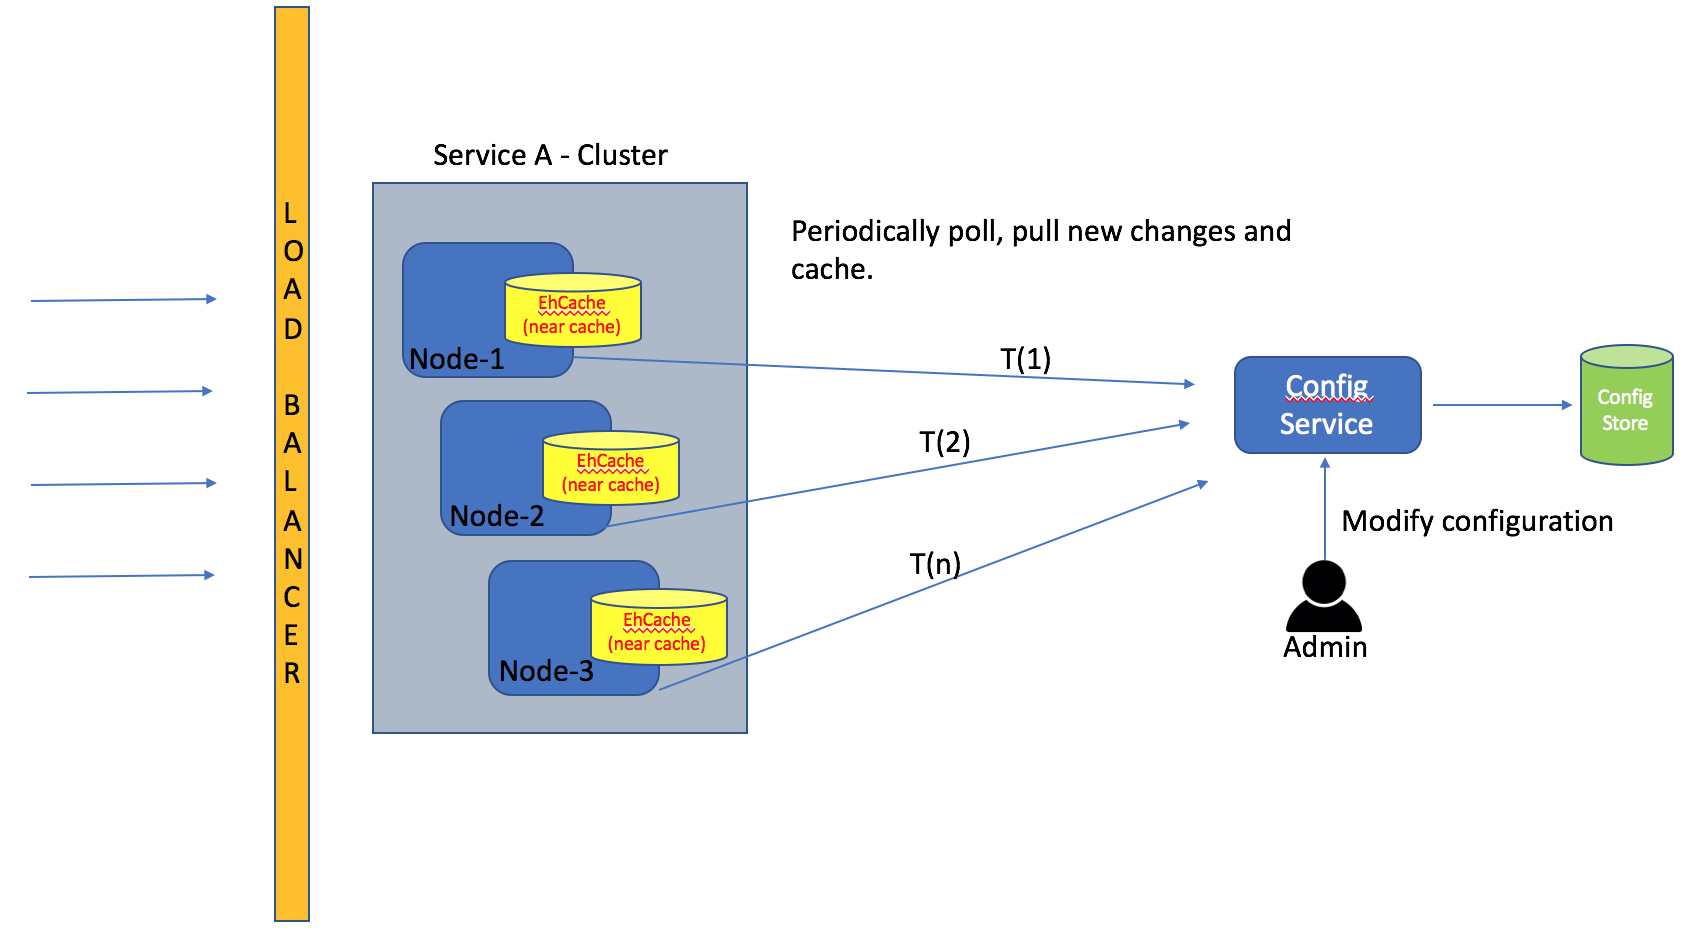 LOAD BALANCER
Service A - Cluster
Periodically poll, pull new changes and
cache.
EhCache
(near cache)
Node-1
T(1)
EhCache
(near cache)
Node-2
T(2)
EhCache
(near cache)
Node-3
T(n)
Config
Service
Config
Store
Modify configuration
Admin